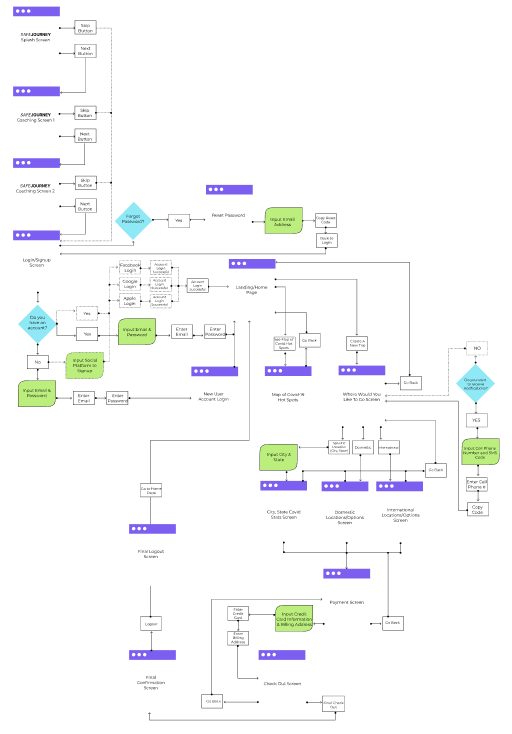 SAFEJOURNEY
Splash Screen
Skip
Button
Next
Button
SAFEJOURNEY
Coaching Screen 1
Skip
Button
Next
Button
SAFEJOURNEY
Coaching Screen 2
Skip
Button
Next
Button
Login/Signup
Screen
Forgot
Password?
Yes
Reset Password
Input Email
Address
Copy Reset
Code
Back to
Login
Facebook
Login
Account
Login
Successful
Google
Login
Account
Login
Successful
Apple
Login
Account
Login
Successful
Account
Login
Successful
Landing/Home
Page
Do you
have an
account?
Yes
Yes
No
Input Email &
Password
Enter
Email
Enter
Password
Input Social
Platform to
Signup
Input Email &
Password
Enter
Email
Enter
Password
New User
Account Login
See Map of
Covid Hot
Spots
Go Back
Map of Covid-19
Hot Spots
Create A
New Trip
Go Back
Where Would You
Like To Go Screen
NO
Do you want
to receive
notifications?
YES
Input Cell Phone
Number and SMS
Code
Enter Cell
Phone #
Copy
Code
Input City &
State
Specific
Location
(City, State)
Domestic
International
Go Back
City, State Covid
Stats Screen
Domestic
Locations/Options
Screen
International
Locations/Options
Screen
Go to Home
Page
Final Logout
Screen
Logout
Final
Confirmation
Screen
Payment Screen
Enter
Credit
Card
Enter
Billing
Address
Input Credit
Card Information
& Billing Address
Go Back
Check Out Screen
Go Back
Final Check
Out